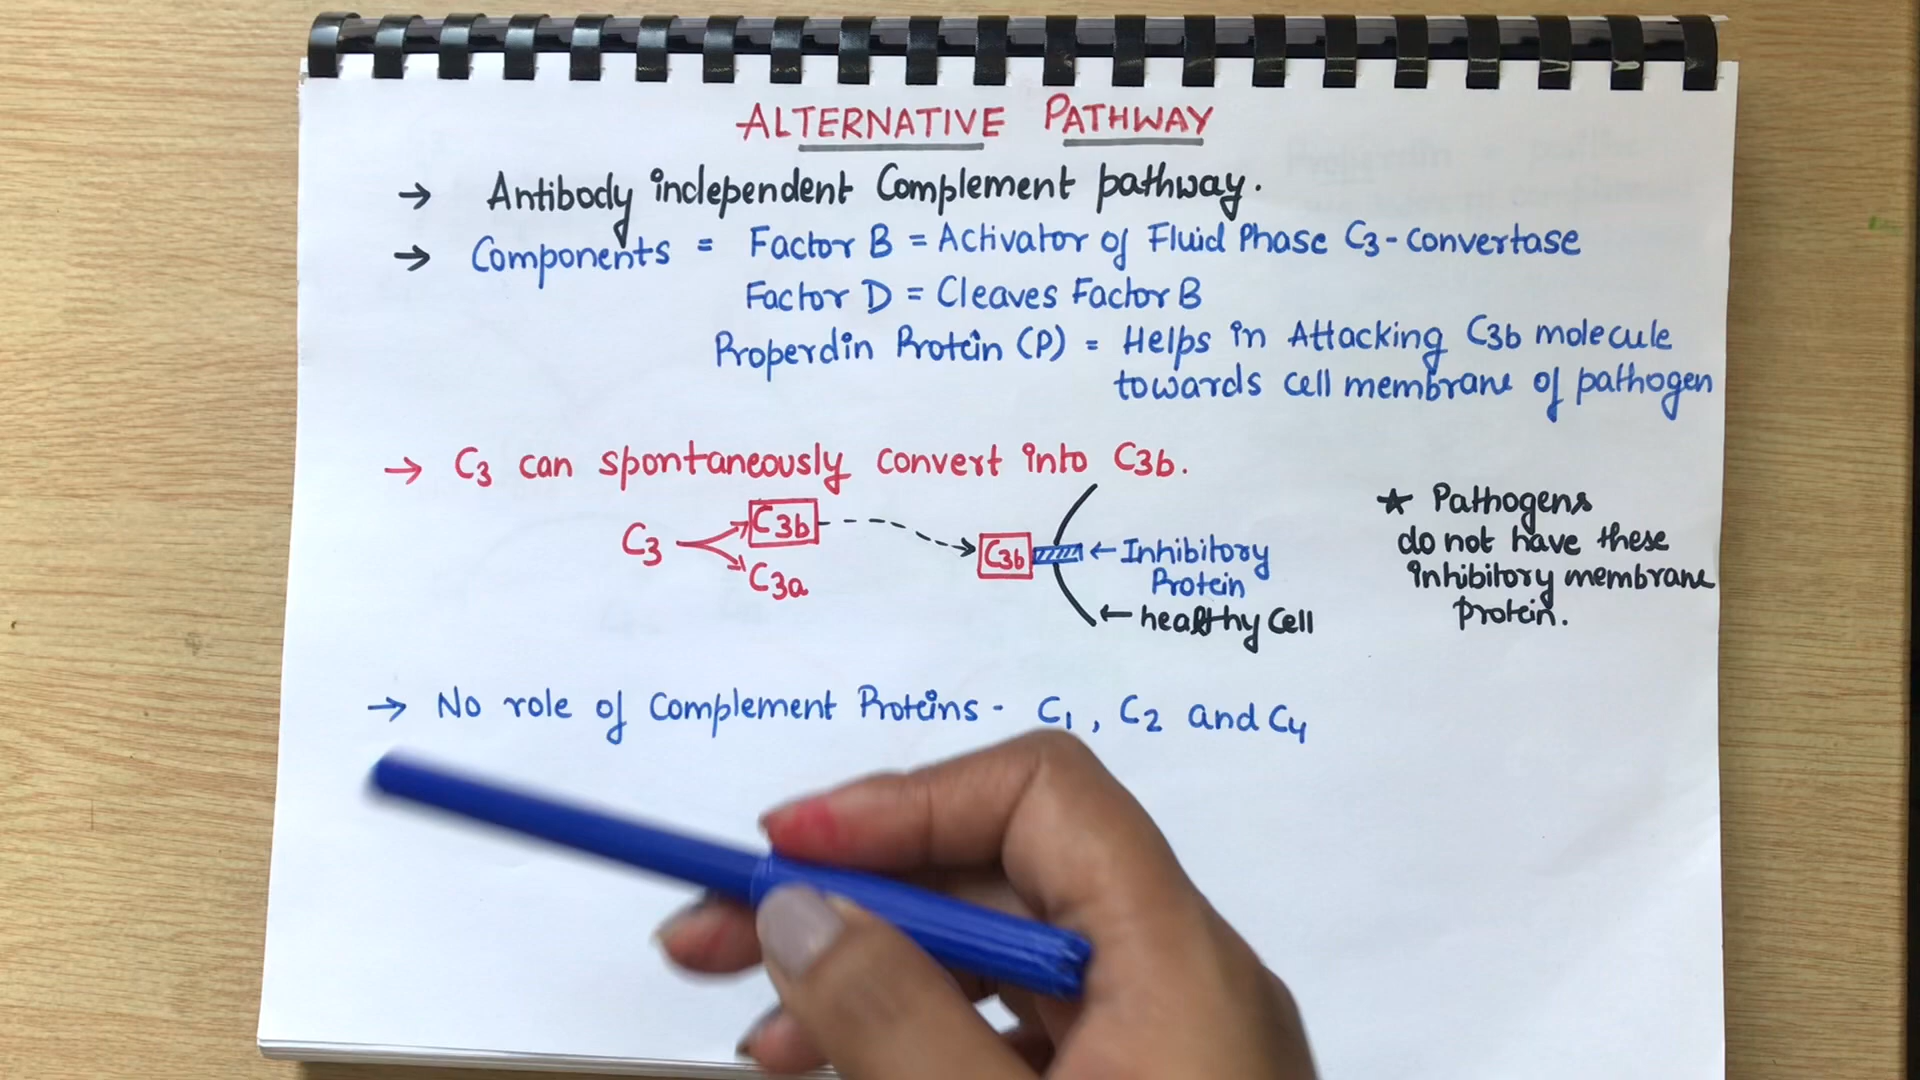 ALTERNATIVE PATHWAY
→ Antibody independent Complement pathway.
→ Components = Factor B = Activator of Fluid Phase C3-convertase
Factor D = Cleaves Factor B
Properdin Protein (P) = Helps in Attacking C3b molecule
towards cell membrane of pathogen
→ C3 can spontaneously convert into C3b.
C3
C3b
C3a
C3b
← Inhibitory
Protein
← healthy Cell
★ Pathogens
do not have these
inhibitory membrane
protein.
→ No role of Complement Proteins - C1, C2 and C4